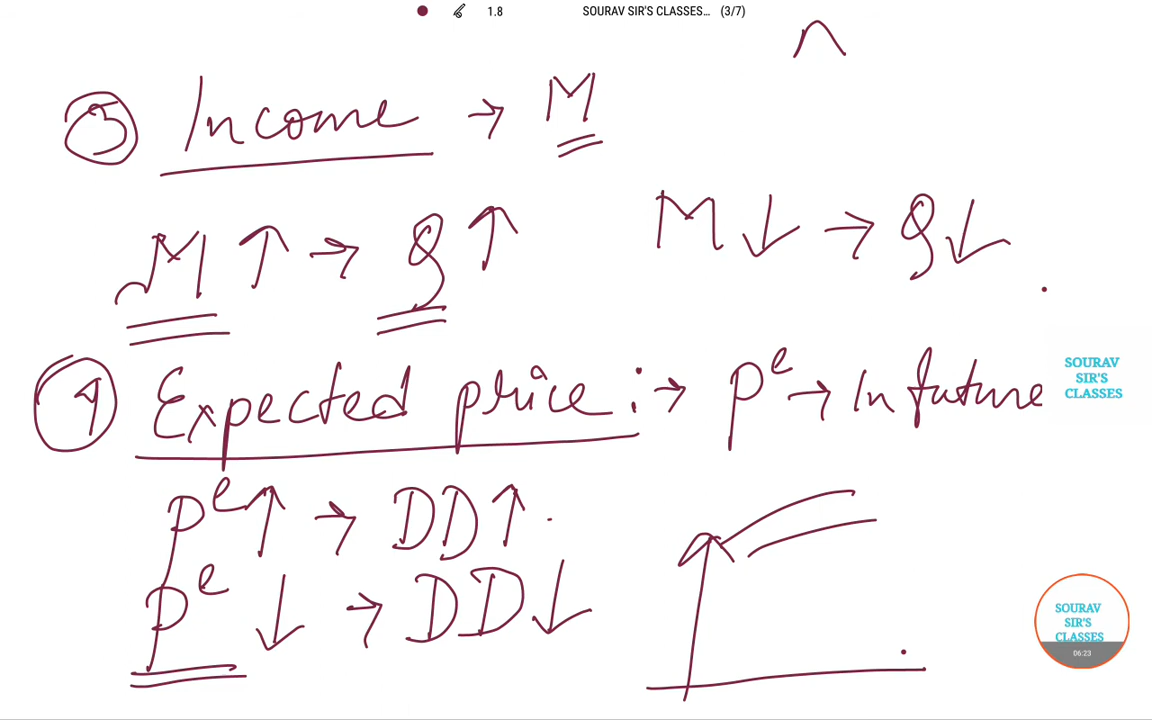 1.8 SOURAV SIR'S CLASSES... (3/7)
③ Income → M
M ↑ → Q ↑ M ↓ → Q ↓
④ Expected price :→ Pᵉ → In future
SOURAV
SIR'S
CLASSES
Pᵉ ↑ → DD ↑
Pᵉ ↓ → DD ↓
SOURAV
SIR'S
CLASSES
06:23